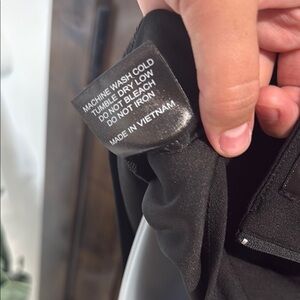 MACHINE WASH COLD
TUMBLE DRY LOW
DO NOT BLEACH
DO NOT IRON
MADE IN VIETNAM